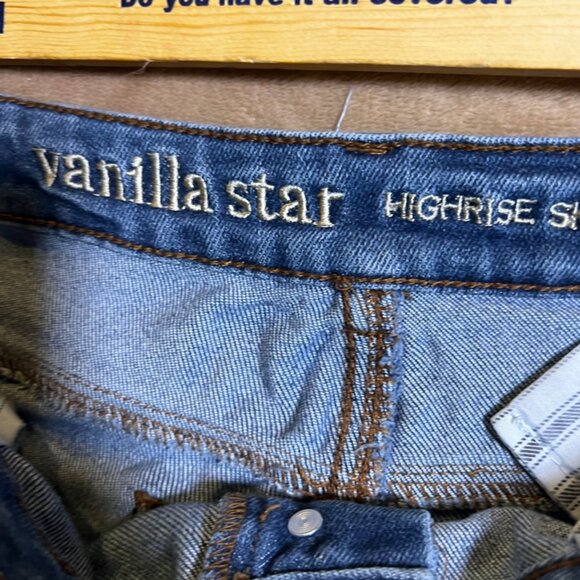 Do you have it all covered?
vanilla star HIGHRISE